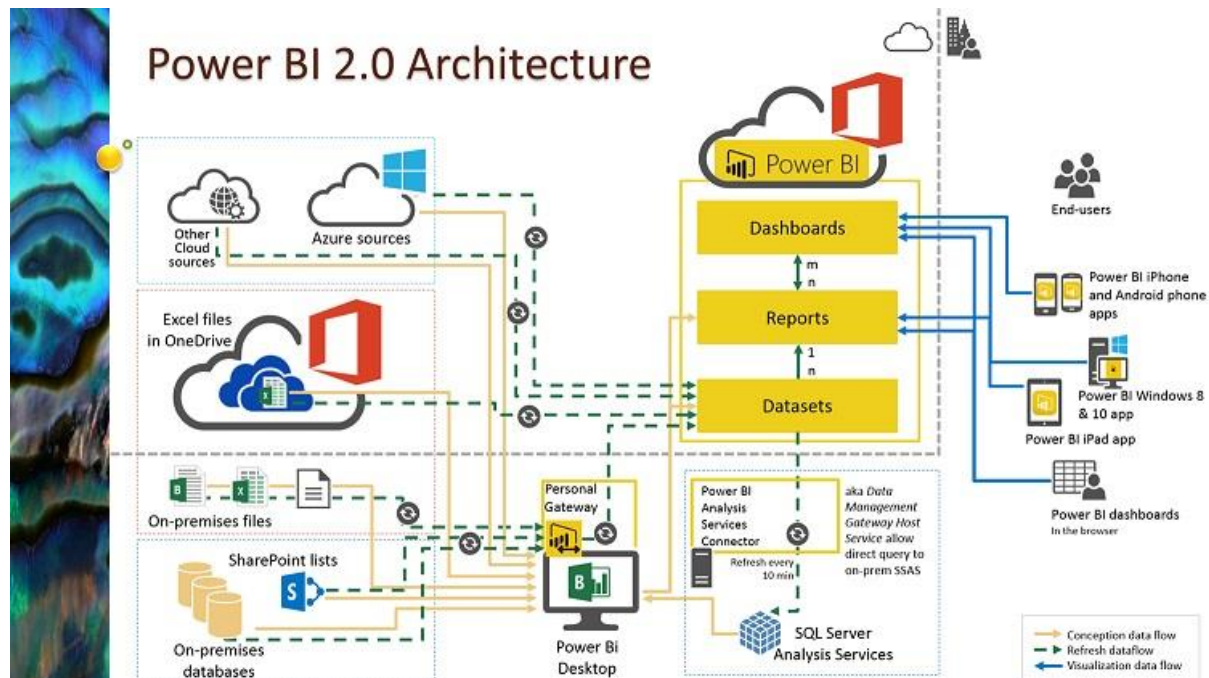 Power BI 2.0 Architecture
Power BI
Other
Cloud
sources
Azure sources
Excel files
in OneDrive
On-premises files
SharePoint lists
On-premises
databases
Personal
Gateway
Power Bi
Desktop
Dashboards
m
n
Reports
1
n
Datasets
Power BI
Analysis
Services
Connector
aka Data
Management
Gateway Host
Service allow
direct query to
on-prem SSAS
Refresh every
10 min
SQL Server
Analysis Services
End-users
Power BI iPhone
and Android phone
apps
Power BI Windows 8
& 10 app
Power BI iPad app
Power BI dashboards
In the browser
Conception data flow
Refresh dataflow
Visualization data flow